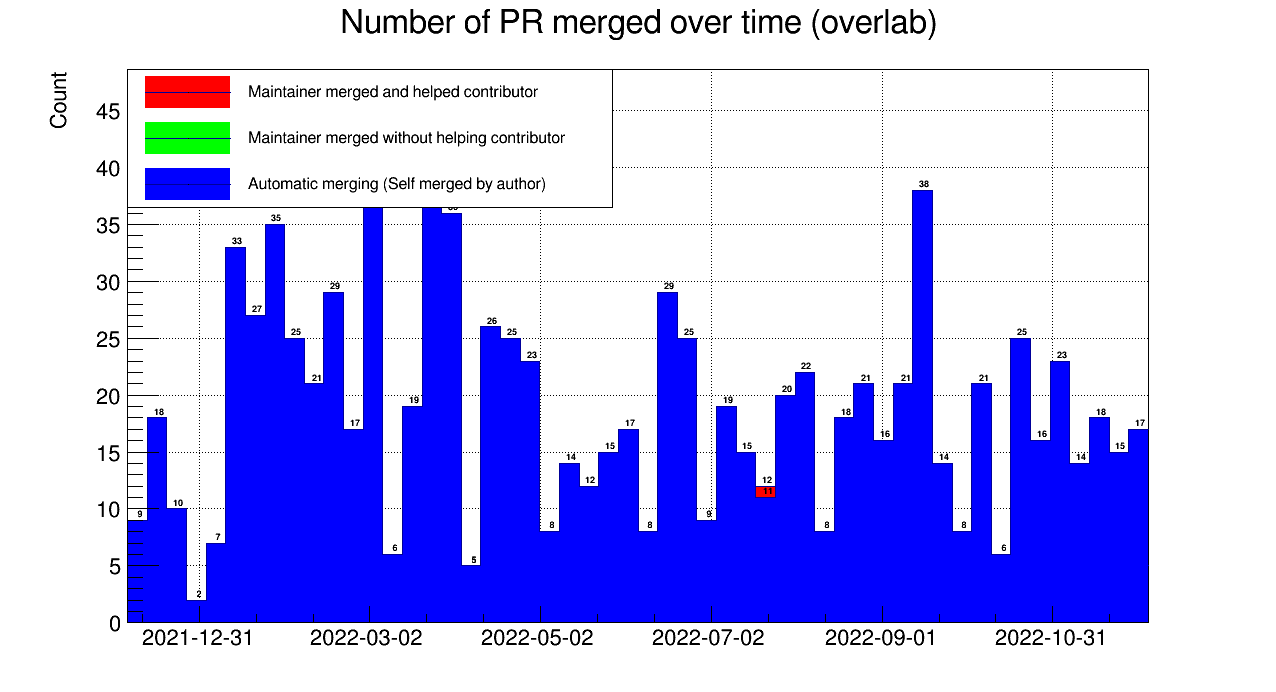 Number of PR merged over time (overlab)
Count
Maintainer merged and helped contributor
Maintainer merged without helping contributor
Automatic merging (Self merged by author)
45
40
35
30
25
20
15
10
5
0
9 18 10 2 7 33 27 35 25 21 29 17 6 19 5 26 25 23 8 14 12 15 17 8 29 25 9 19 15 12 11 20 22 8 18 21 16 21 38 14 8 21 6 25 16 23 14 18 15 17
2021-12-31 2022-03-02 2022-05-02 2022-07-02 2022-09-01 2022-10-31